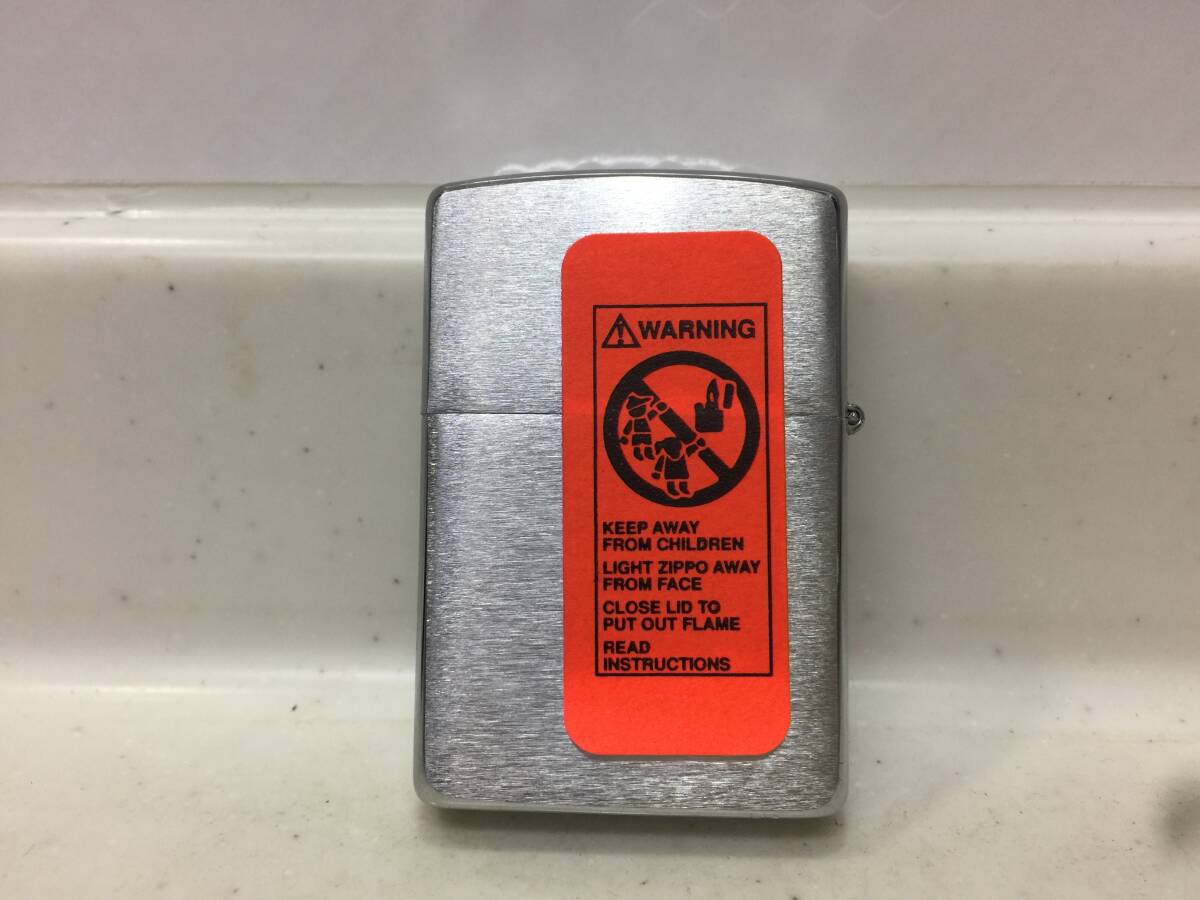 WARNING
KEEP AWAY
FROM CHILDREN
LIGHT ZIPPO AWAY
FROM FACE
CLOSE LID TO
PUT OUT FLAME
READ
INSTRUCTIONS